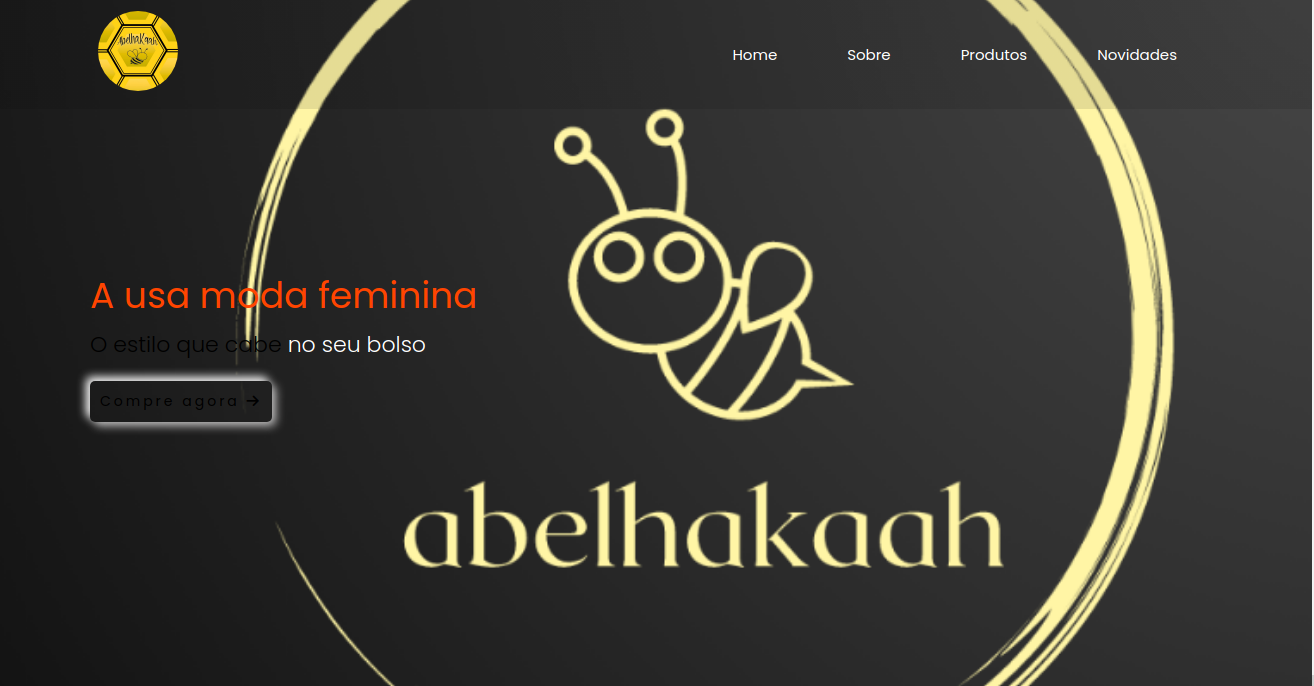 abelhakaah
Home Sobre Produtos Novidades
A usa moda feminina
O estilo que cabe no seu bolso
Compre agora →
abelhakaah